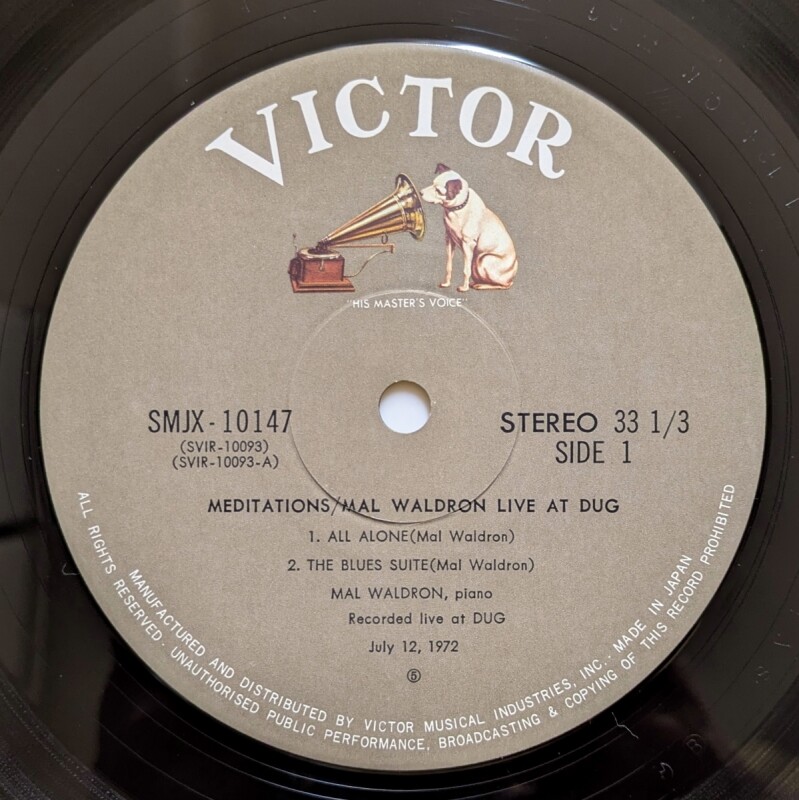 VICTOR
"HIS MASTER'S VOICE"
SMJX-10147
(SVIR-10093)
(SVIR-10093-A)
STEREO 33 1/3
SIDE 1
MEDITATIONS/MAL WALDRON LIVE AT DUG
1. ALL ALONE(Mal Waldron)
2. THE BLUES SUITE(Mal Waldron)
MAL WALDRON, piano
Recorded live at DUG
July 12, 1972
Ⓢ
MANUFACTURED AND DISTRIBUTED BY VICTOR MUSICAL INDUSTRIES, INC.· MADE IN JAPAN
ALL RIGHTS RESERVED· UNAUTHORISED PUBLIC PERFORMANCE, BROADCASTING & COPYING OF THIS RECORD PROHIBITED